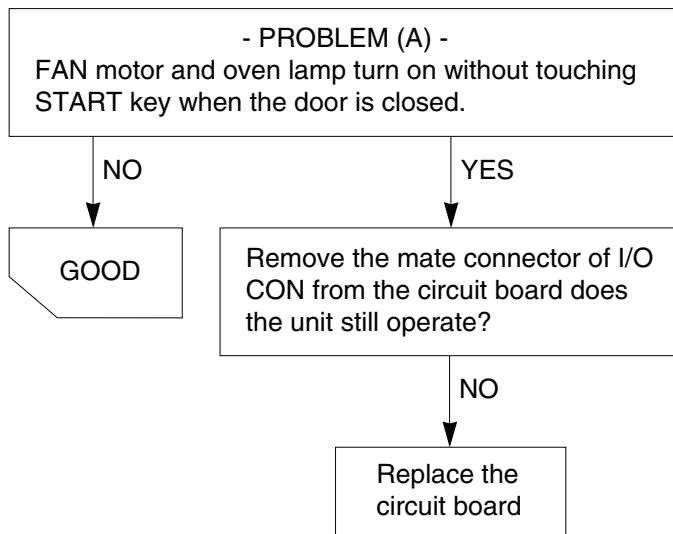 - PROBLEM (A) -
FAN motor and oven lamp turn on without touching
START key when the door is closed.
NO
YES
GOOD
Remove the mate connector of I/O
CON from the circuit board does
the unit still operate?
NO
Replace the
circuit board